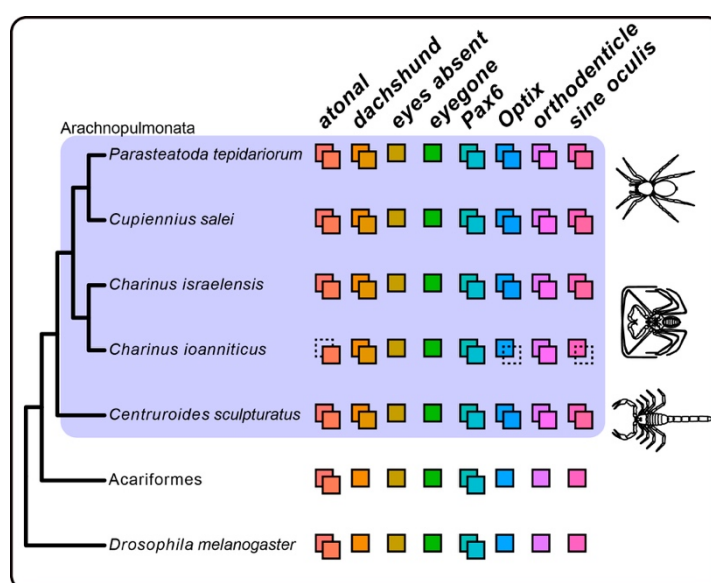 atonal
dachshund
eyes absent
eyegone
Pax6
Optix
orthodenticle
sine oculis
Arachnopulmonata
Parasteatoda tepidariorum
Cupiennius salei
Charinus israelensis
Charinus ioanniticus
Centruroides sculpturatus
Acariformes
Drosophila melanogaster